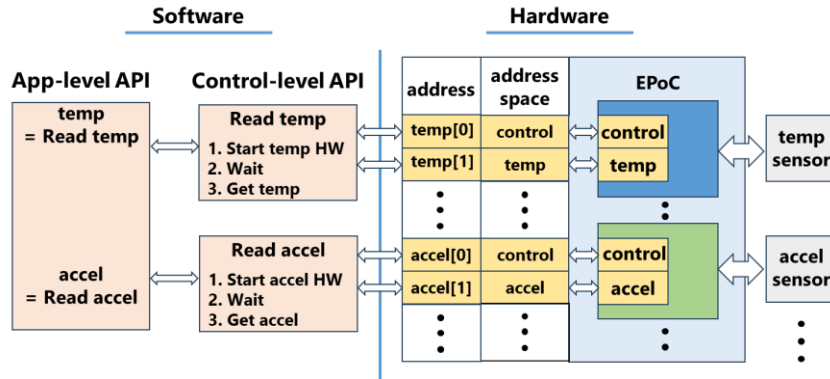 Software
Hardware
App-level API
temp
= Read temp
accel
= Read accel
Control-level API
Read temp
1. Start temp HW
2. Wait
3. Get temp
Read accel
1. Start accel HW
2. Wait
3. Get accel
address
address
space
temp[0]
control
temp[1]
temp
accel[0]
control
accel[1]
accel
EPoC
control
temp
control
accel
temp
sensor
accel
sensor